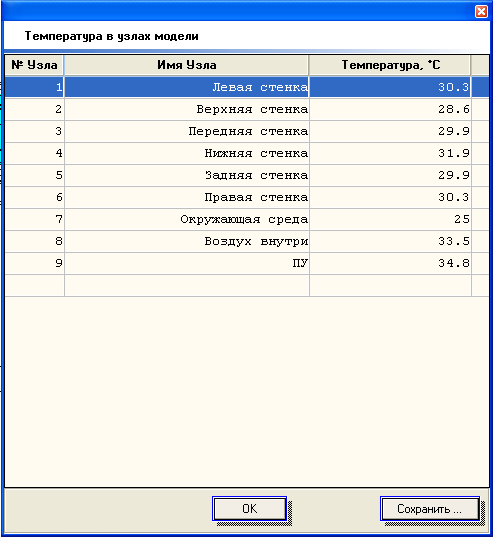 Температура в узлах модели
№ Узла Имя Узла Температура, °C
1 Левая стенка 30.3
2 Верхняя стенка 28.6
3 Передняя стенка 29.9
4 Нижняя стенка 31.9
5 Задняя стенка 29.9
6 Правая стенка 30.3
7 Окружающая среда 25
8 Воздух внутри 33.5
9 ПУ 34.8
OK Сохранить ...